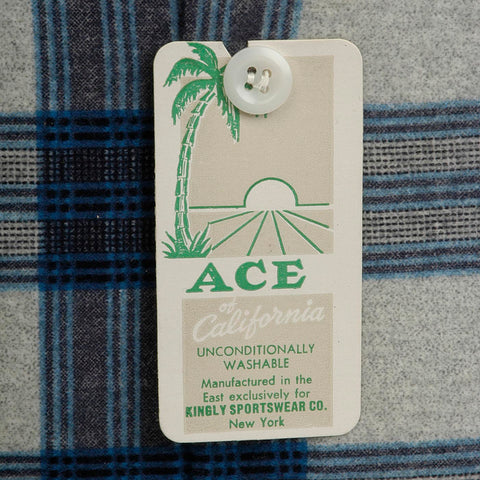 ACE
of
California
UNCONDITIONALLY
WASHABLE
Manufactured in the
East exclusively for
KINGLY SPORTSWEAR CO.
New York